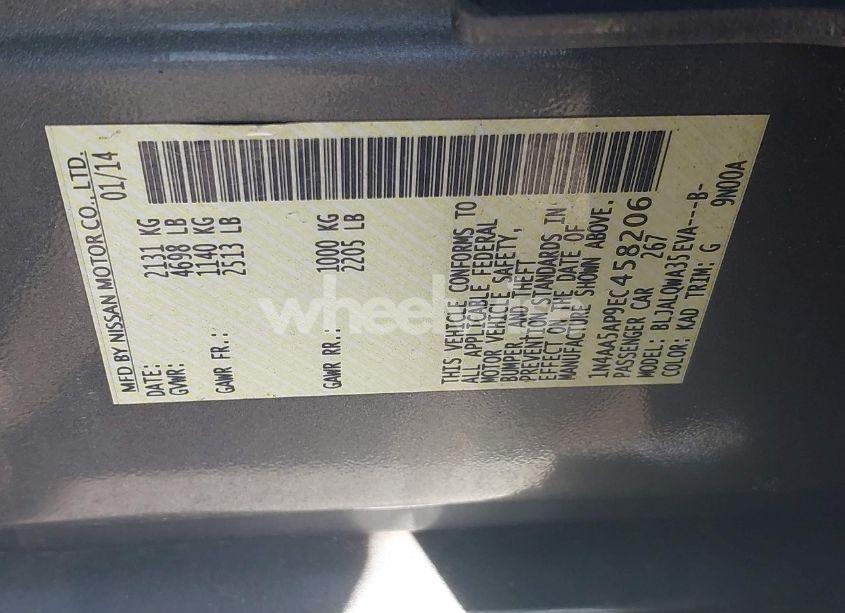 MFD BY NISSAN MOTOR CO., LTD.
DATE: 01/14
GVWR: 2131 KG
4698 LB
GAWR FR.: 1140 KG
2513 LB
GAWR RR.: 1000 KG
2205 LB
THIS VEHICLE CONFORMS TO
ALL APPLICABLE FEDERAL
MOTOR VEHICLE SAFETY,
BUMPER, AND THEFT
PREVENTION STANDARDS IN
EFFECT ON THE DATE OF
MANUFACTURE SHOWN ABOVE.
1N4AA5AP9EC458206
PASSENGER CAR 267
MODEL: BLJALQWA35EVA---B-
COLOR: KAD TRIM: G 9N00A